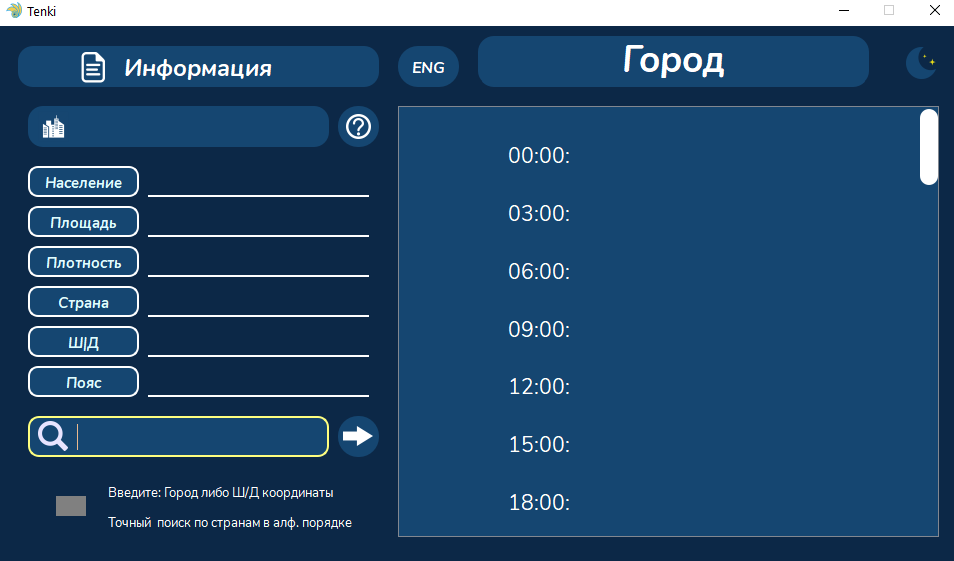 Tenki
Информация
ENG
Город
Население
Площадь
Плотность
Страна
Ш|Д
Пояс
Введите: Город либо Ш/Д координаты
Точный  поиск по странам в алф. порядке
00:00:
03:00:
06:00:
09:00:
12:00:
15:00:
18:00: